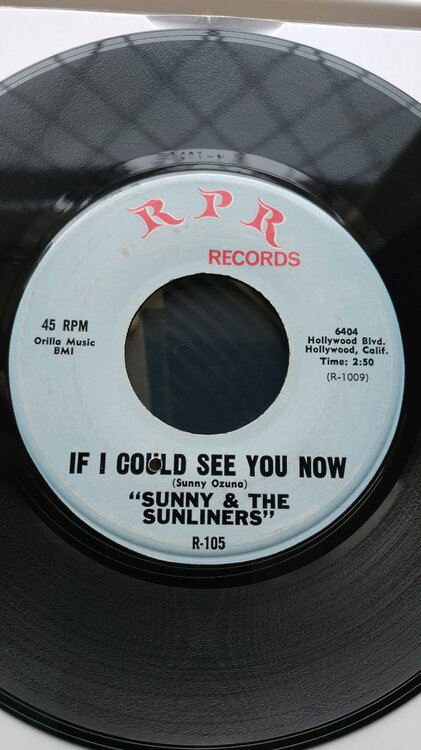 RPR
RECORDS
45 RPM
Orilla Music
BMI
6404
Hollywood Blvd.
Hollywood, Calif.
Time: 2:50
(R-1009)
IF I COULD SEE YOU NOW
(Sunny Ozuna)
"SUNNY & THE
SUNLINERS"
R-105